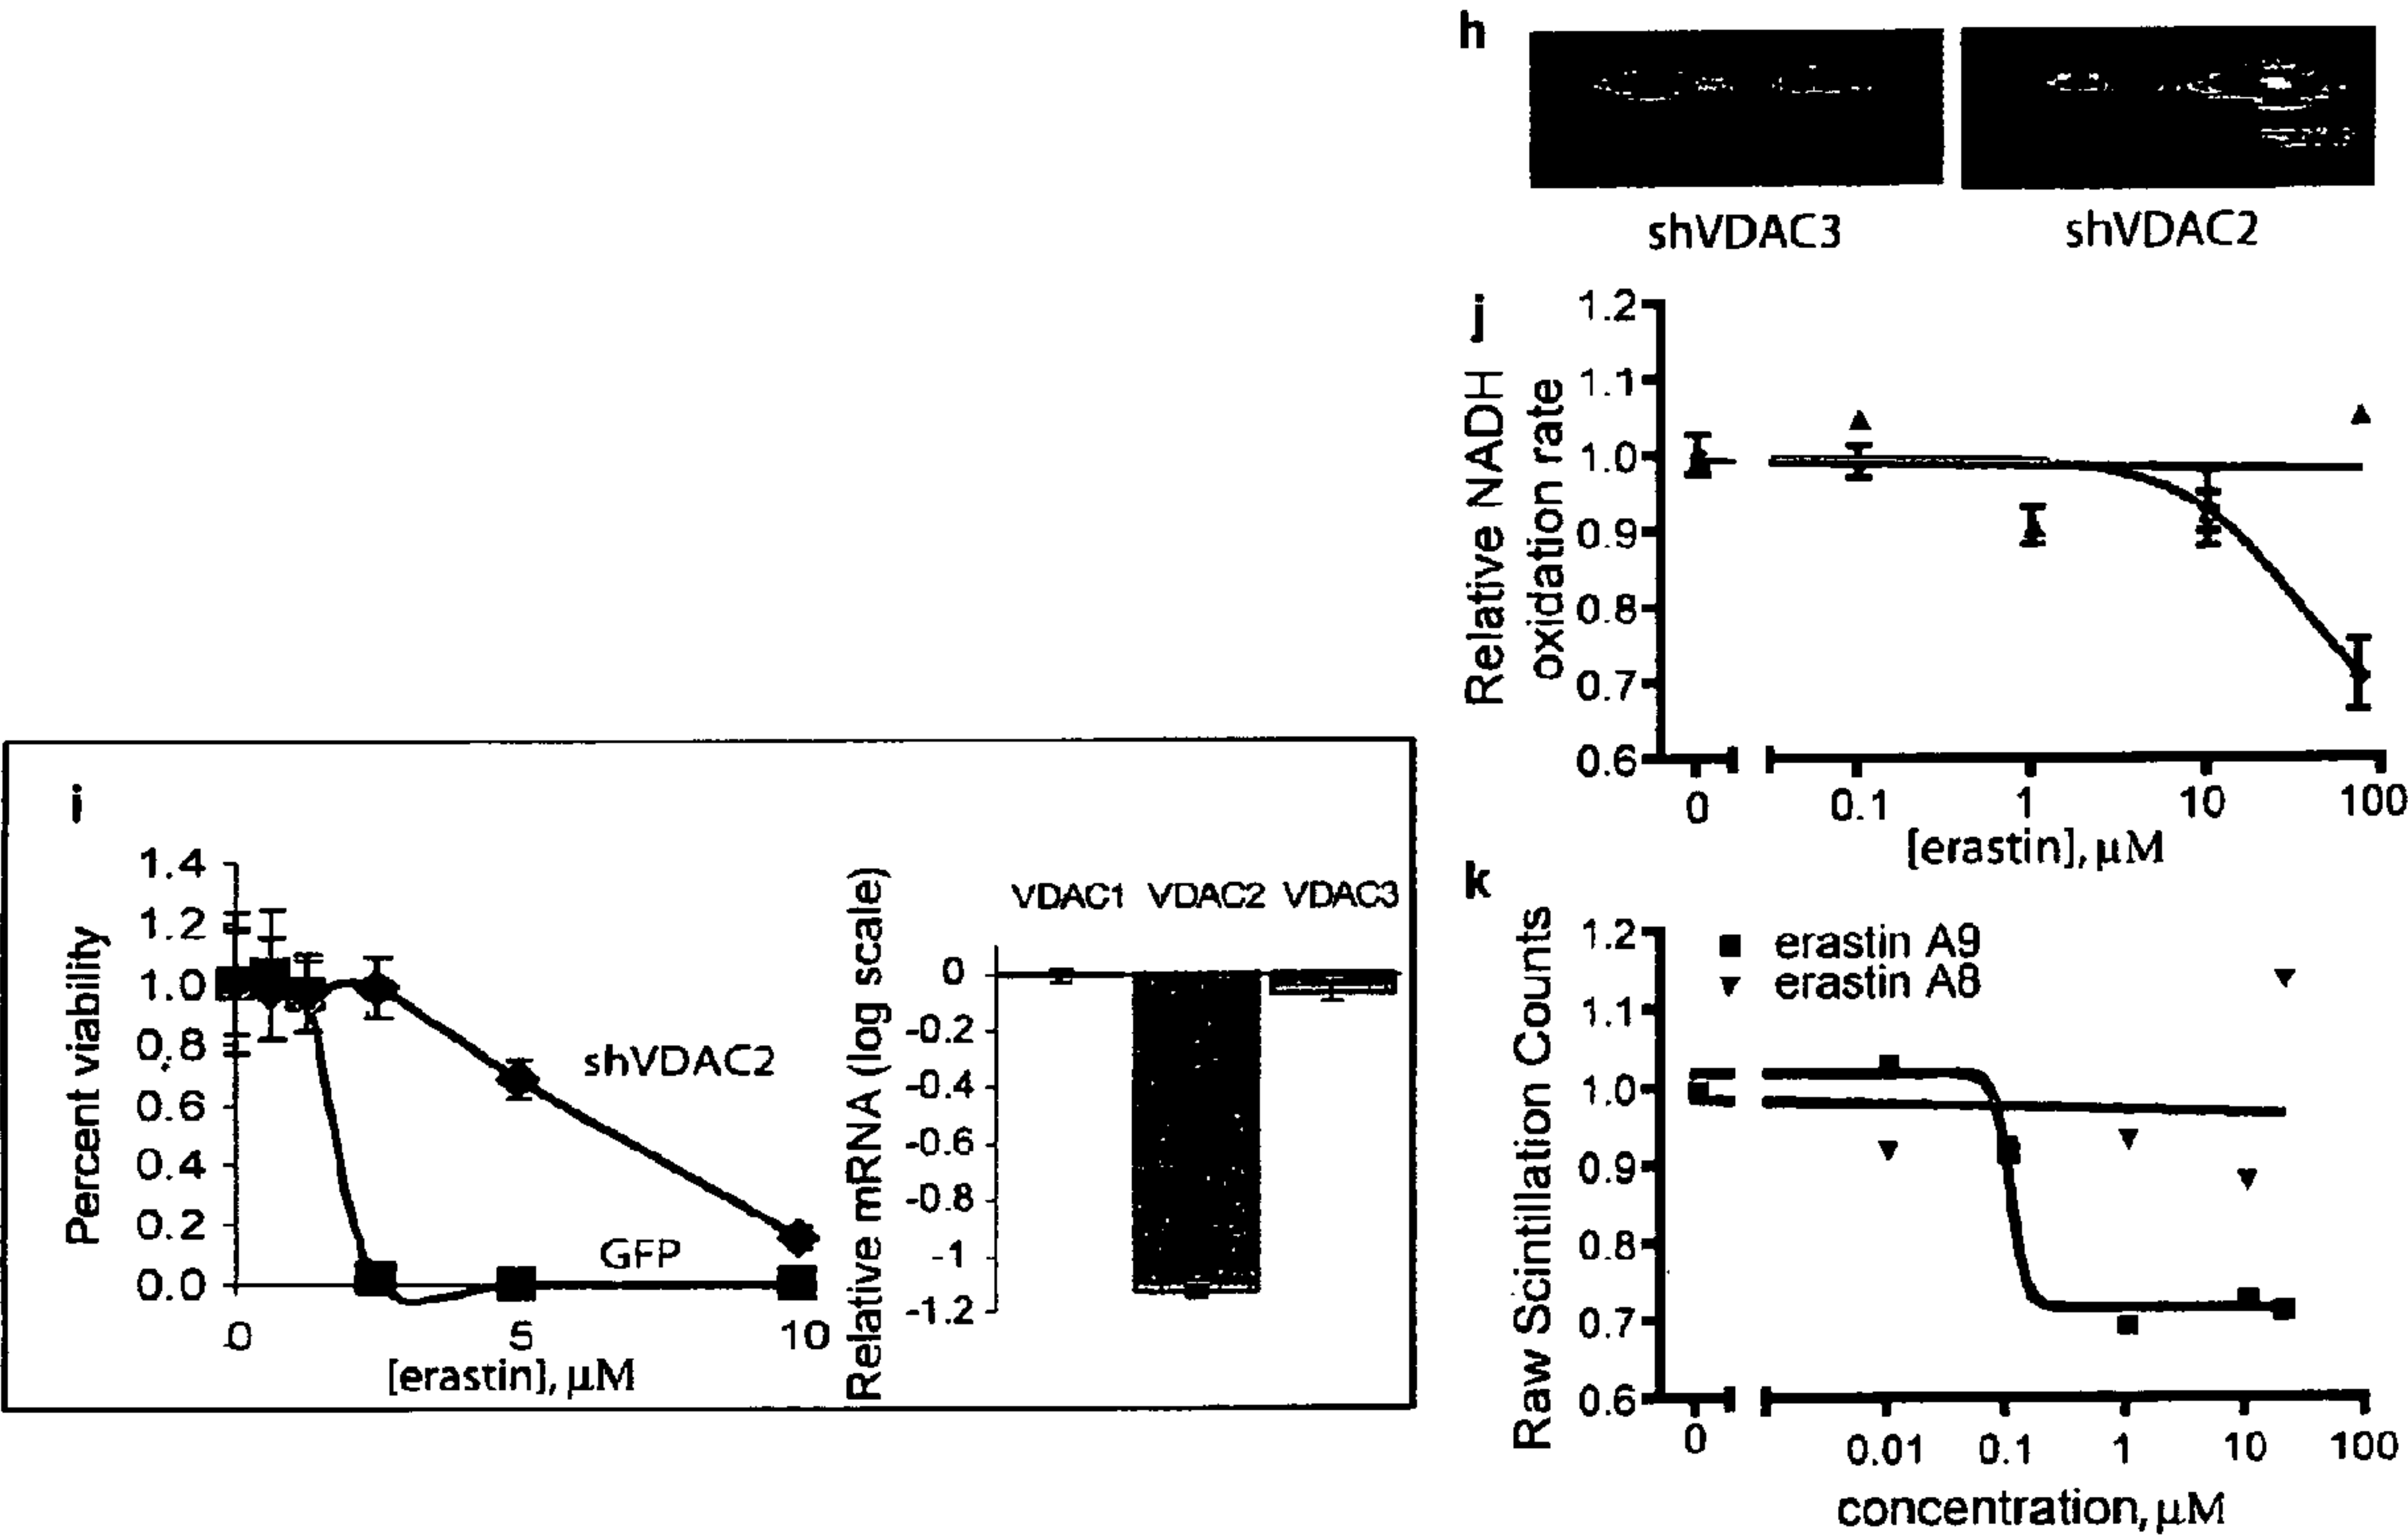 h
shVDAC3 shVDAC2
j
Relative NADH
oxidation rate
1.2
1.1
1.0
0.9
0.8
0.7
0.6
0 0.1 1 10 100
[erastin], μM
i
Percent viability
1.4
1.2
1.0
0.8
0.6
0.4
0.2
0.0
shVDAC2
GFP
0 5 10
[erastin], μM
Relative mRNA (log scale)
VDAC1 VDAC2 VDAC3
0
-0.2
-0.4
-0.6
-0.8
-1
-1.2
k
Raw Scintillation Counts
1.2
1.1
1.0
0.9
0.8
0.7
0.6
erastin A9
erastin A8
0 0.01 0.1 1 10 100
concentration, μM